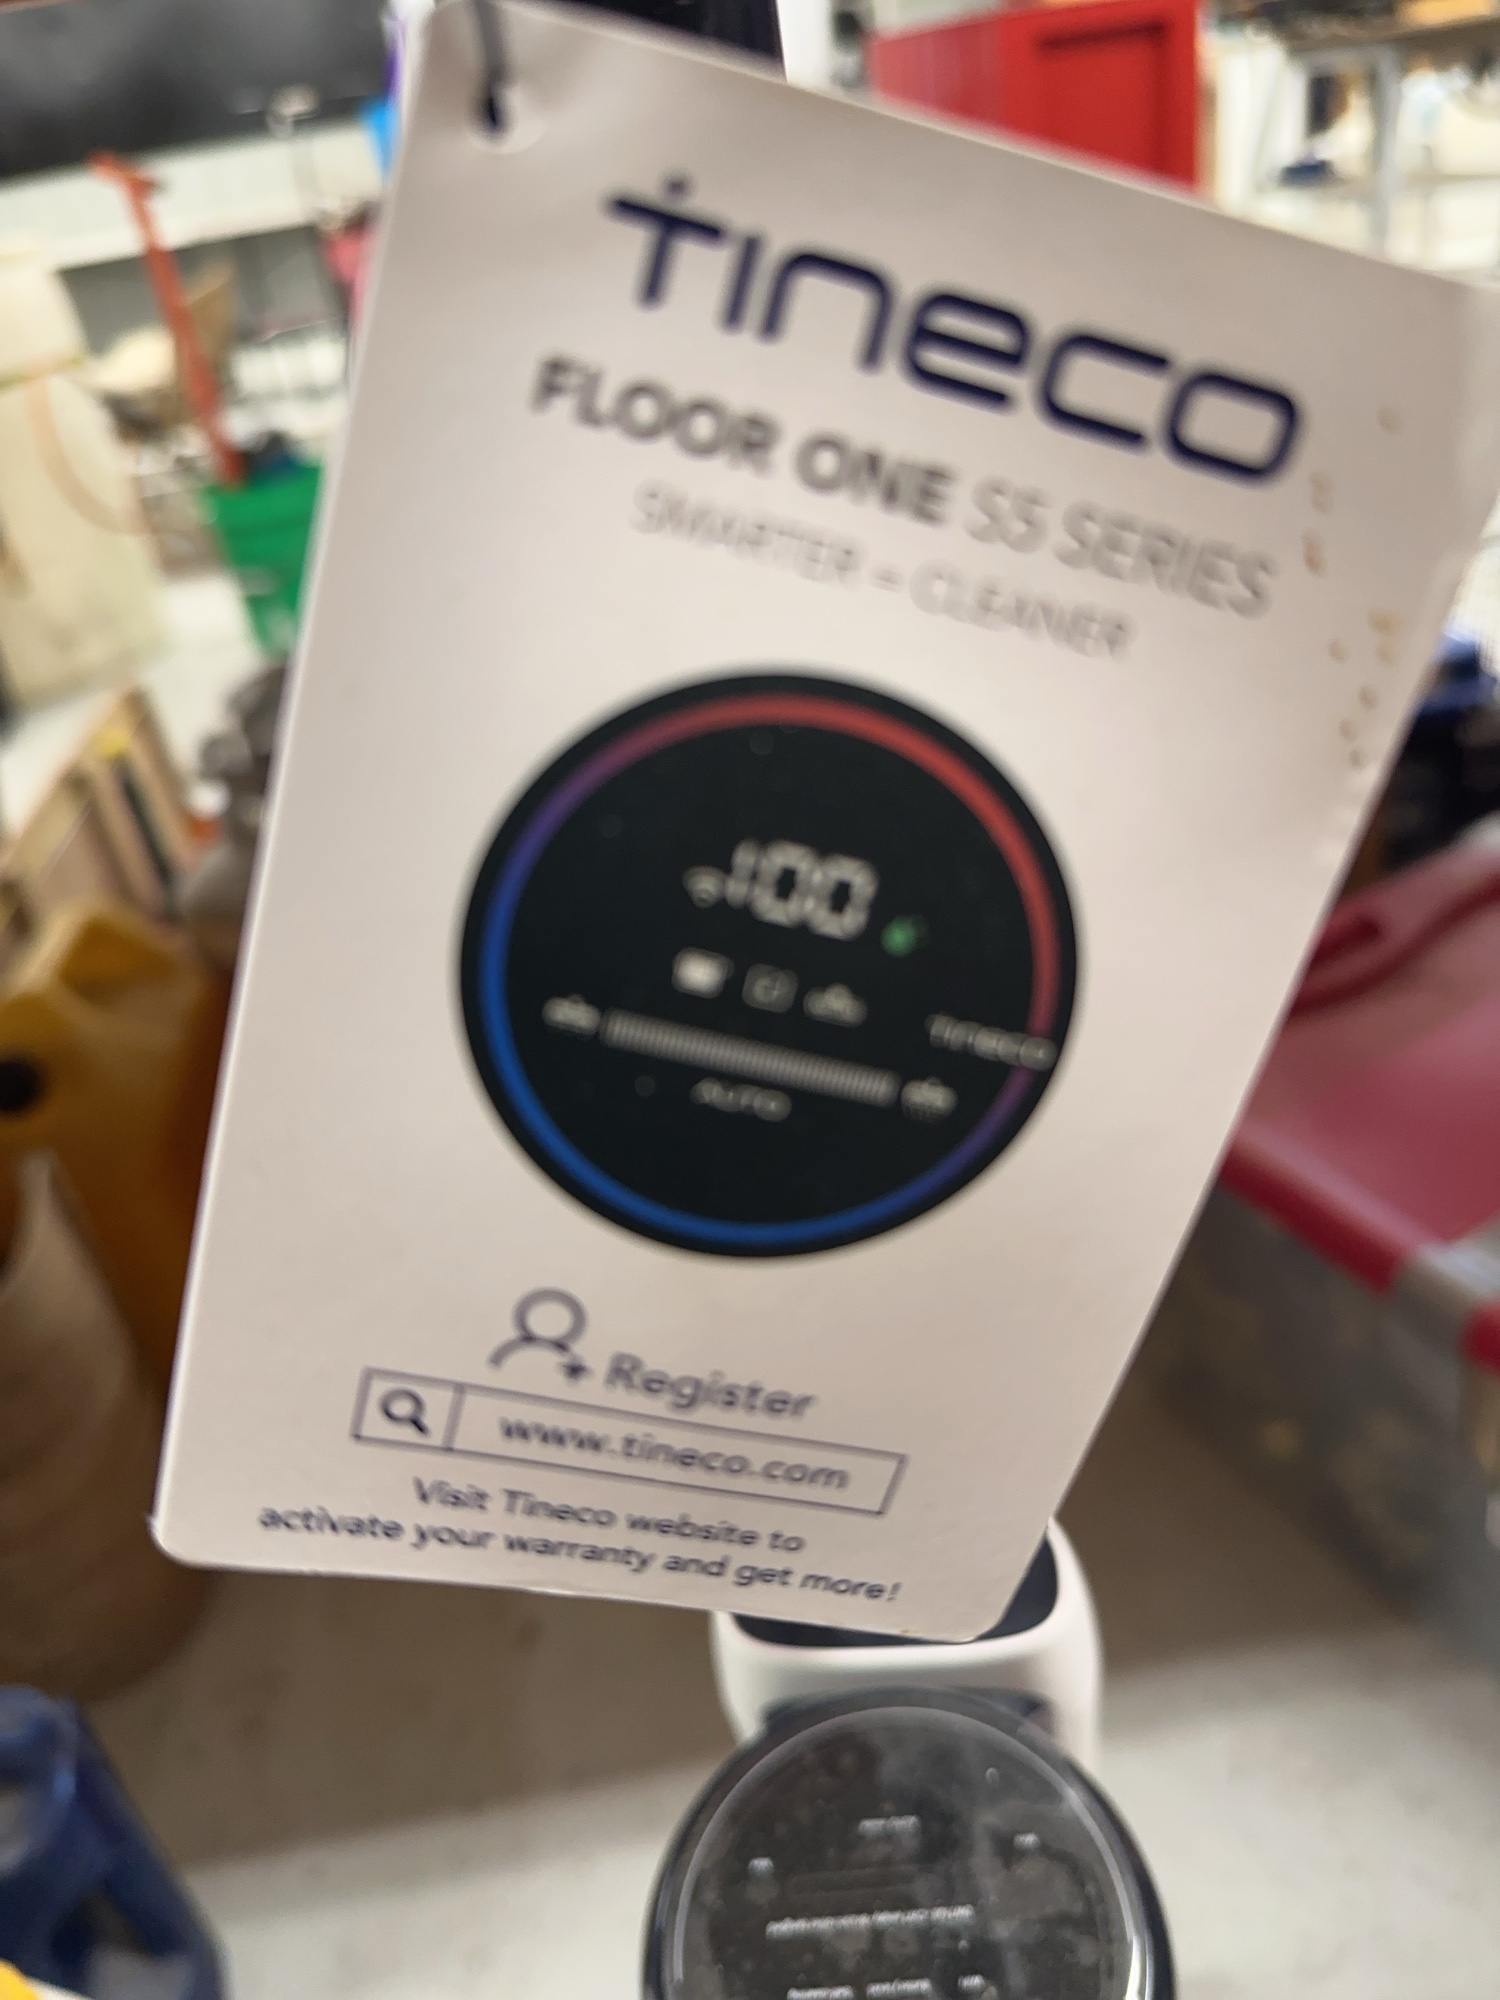 TINECO
FLOOR ONE S5 SERIES
SMARTER = CLEANER
100
TINECO
AUTO
Register
www.tineco.com
Visit Tineco website to
activate your warranty and get more!